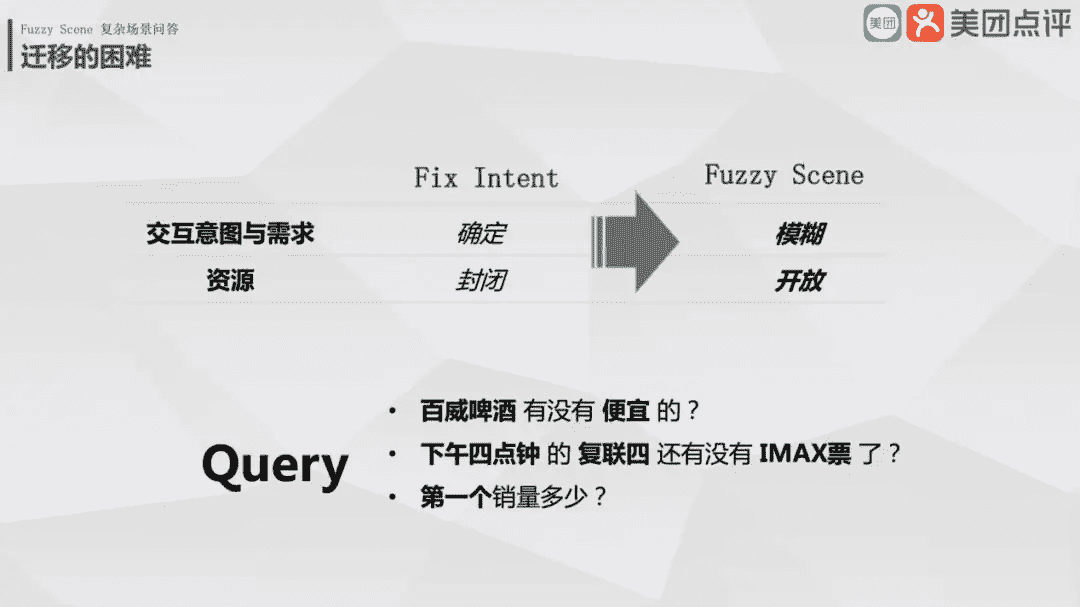 Fuzzy Scene 复杂场景问答
迁移的困难
美团 美团点评
Fix Intent Fuzzy Scene
交互意图与需求 确定 模糊
资源 封闭 开放
Query
• 百威啤酒 有没有 便宜 的？
• 下午四点钟 的 复联四 还有没有 IMAX票 了？
• 第一个销量多少？